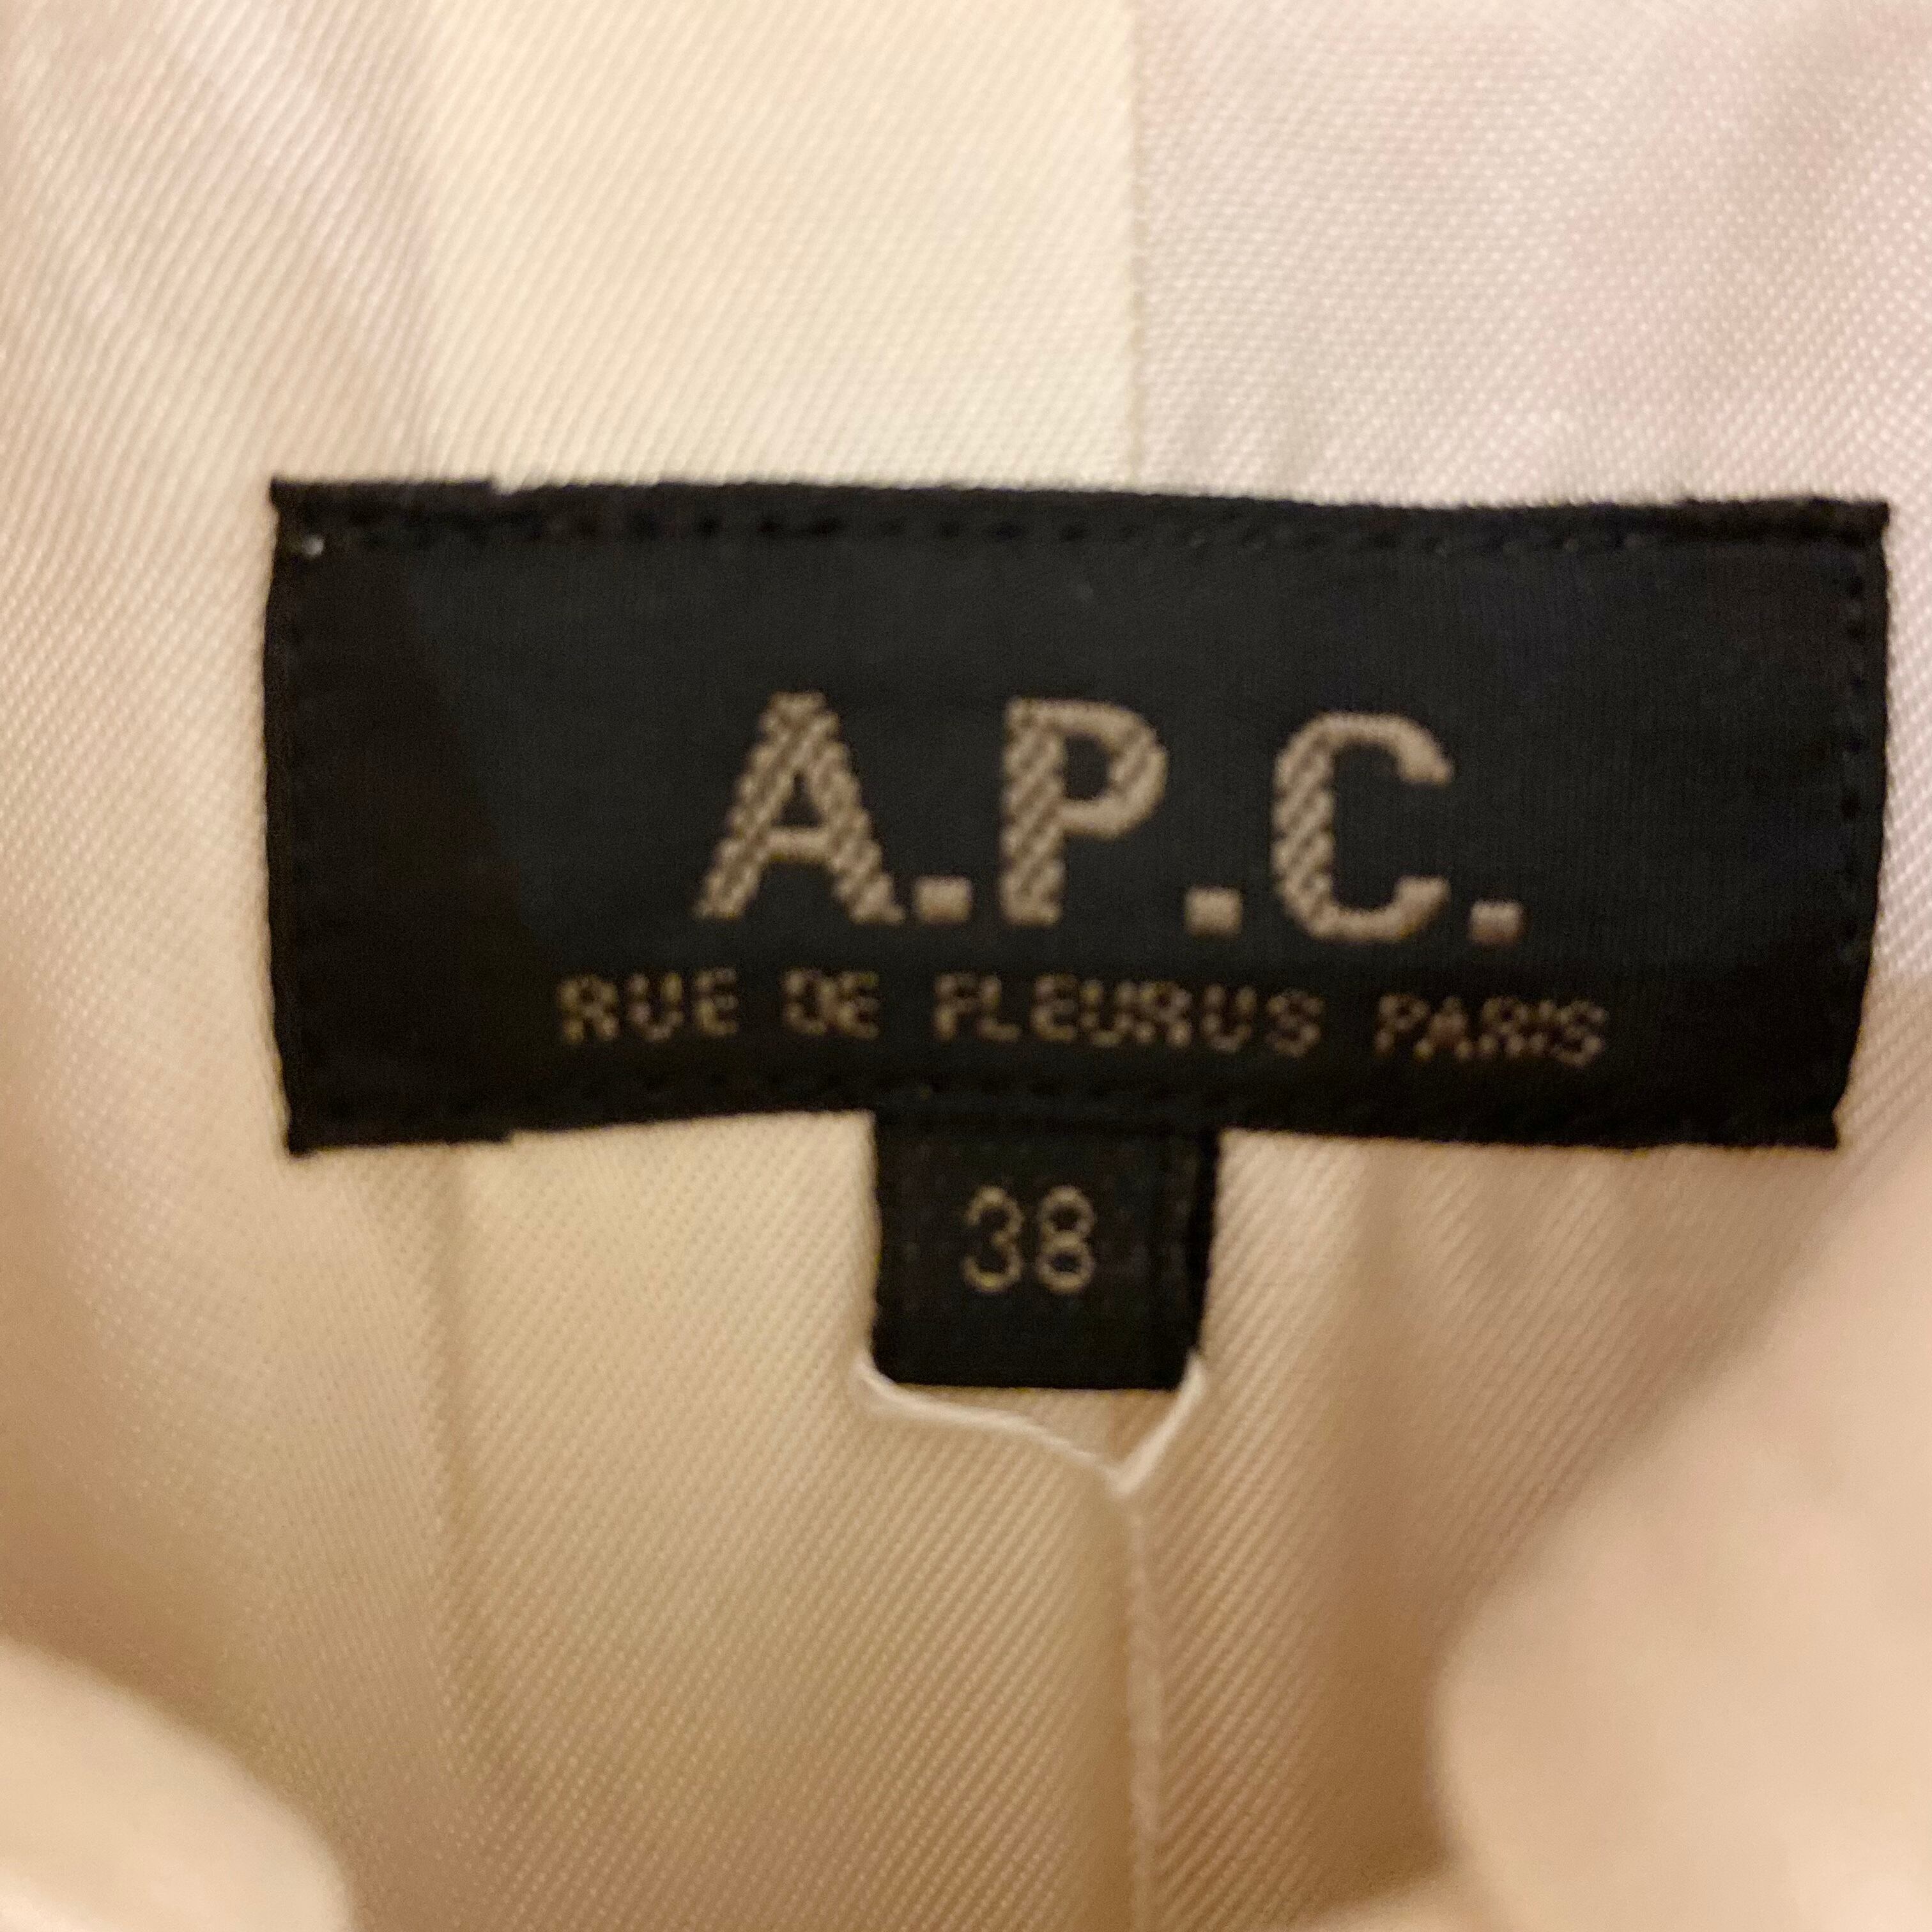 A.P.C.
RUE DE FLEURUS PARIS
38